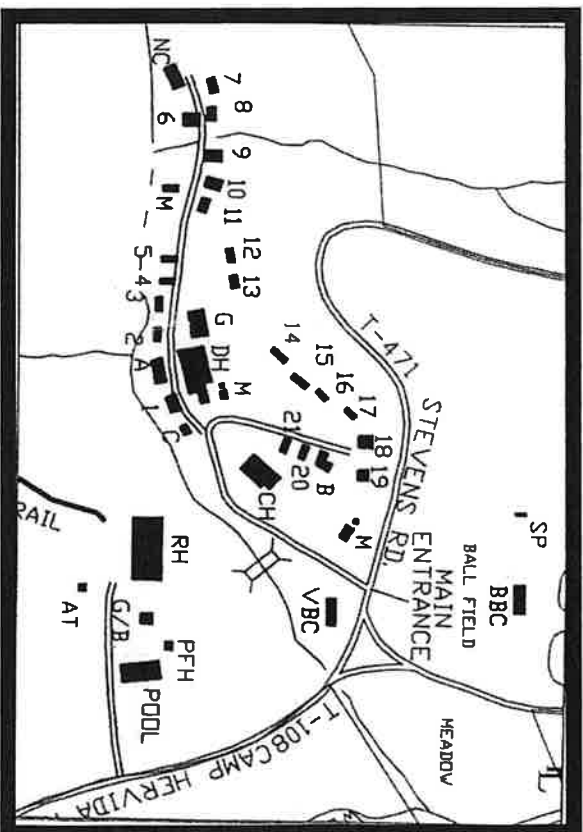 NC
7
8
6
9
10
11
M
12
13
5
4
3
2
G
DH
A
1
C
M
14
15
16
17
18
19
21
20
B
CH
M
T-471
STEVENS RD.
MAIN
ENTRANCE
SP
BALL FIELD
BBC
VBC
MEADOW
T-108 CAMP HERVIDA
RAIL
RH
AT
G/B
PFH
POOL